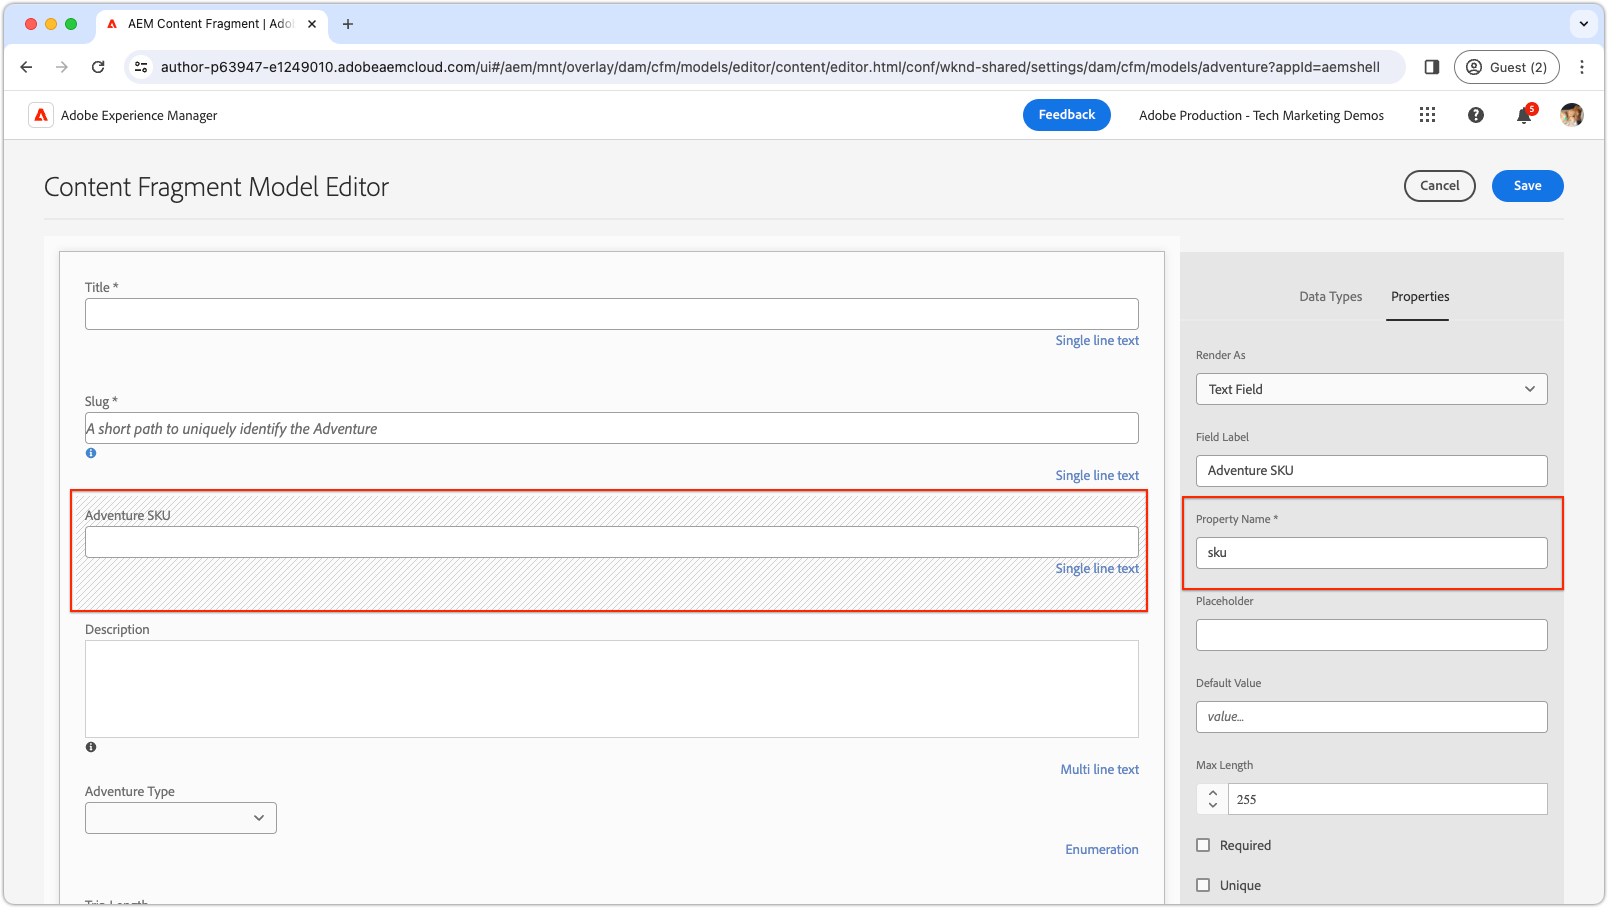 AEM Content Fragment | Ado
author-p63947-e1249010.adobeaemcloud.com/ui#/aem/mnt/overlay/dam/cfm/models/editor/content/editor.html/conf/wknd-shared/settings/dam/cfm/models/adventure?appId=aemshell
Guest (2)
Adobe Experience Manager
Feedback
Adobe Production - Tech Marketing Demos
5
Content Fragment Model Editor
Cancel
Save
Title *
Single line text
Slug *
A short path to uniquely identify the Adventure
Single line text
Adventure SKU
Single line text
Description
Multi line text
Adventure Type
Enumeration
Trip Length
Data Types
Properties
Render As
Text Field
Field Label
Adventure SKU
Property Name *
sku
Placeholder
Default Value
value...
Max Length
255
Required
Unique